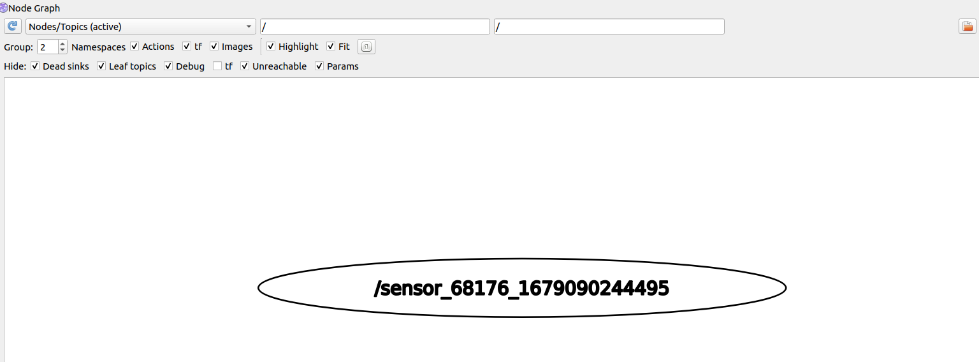 Node Graph
Nodes/Topics (active) / /
Group: 2 Namespaces Actions tf Images Highlight Fit
Hide: Dead sinks Leaf topics Debug tf Unreachable Params
/sensor_68176_1679090244495